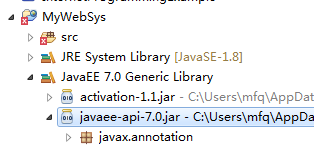 MyWebSys
src
JRE System Library [JavaSE-1.8]
JavaEE 7.0 Generic Library
activation-1.1.jar - C:\Users\mfq\AppDat
javaee-api-7.0.jar - C:\Users\mfq\AppDat
javax.annotation